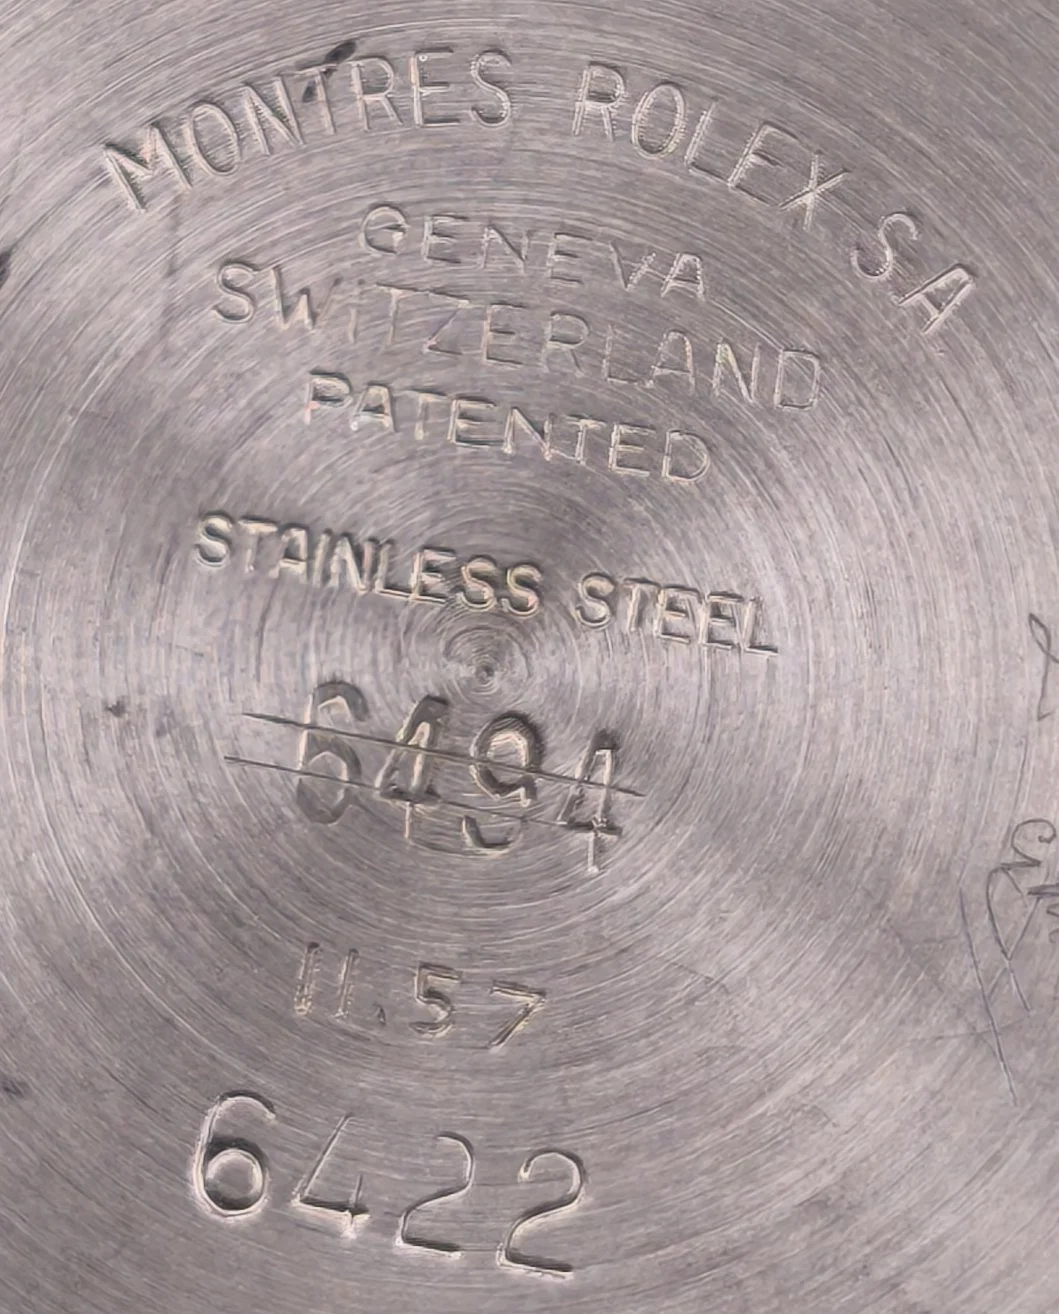 MONTRES ROLEX S A
GENEVA
SWITZERLAND
PATENTED
STAINLESS STEEL
6494
II.57
6422